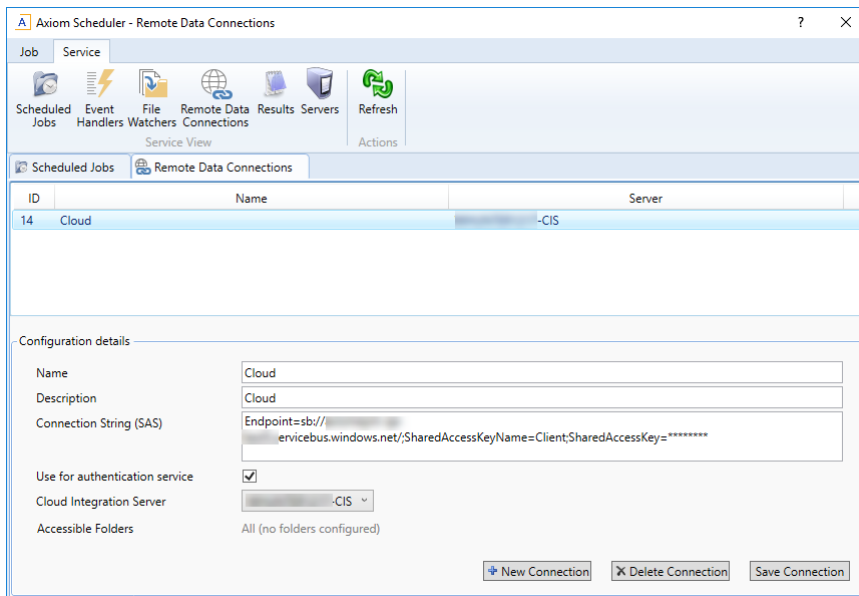 A Axiom Scheduler - Remote Data Connections ? ✕
Job Service
Scheduled Jobs Event Handlers File Watchers Remote Data Connections Results Servers Refresh
Service View Actions
Scheduled Jobs Remote Data Connections
ID Name Server
14 Cloud -CIS
Configuration details
Name Cloud
Description Cloud
Connection String (SAS) Endpoint=sb://
ervicebus.windows.net/;SharedAccessKeyName=Client;SharedAccessKey=********
Use for authentication service
Cloud Integration Server -CIS
Accessible Folders All (no folders configured)
New Connection Delete Connection Save Connection